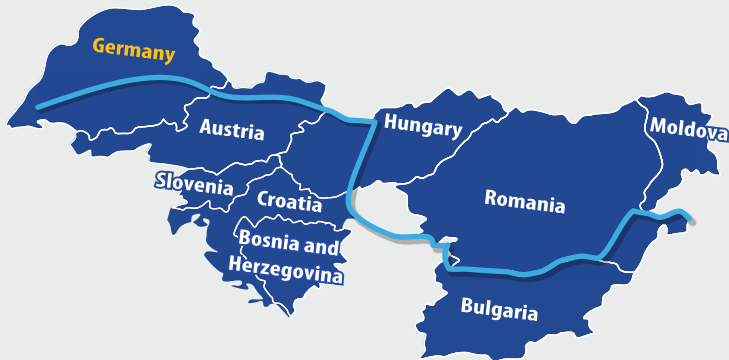 Germany
Austria
Hungary
Moldova
Slovenia
Croatia
Romania
Bosnia and
Herzegovina
Bulgaria